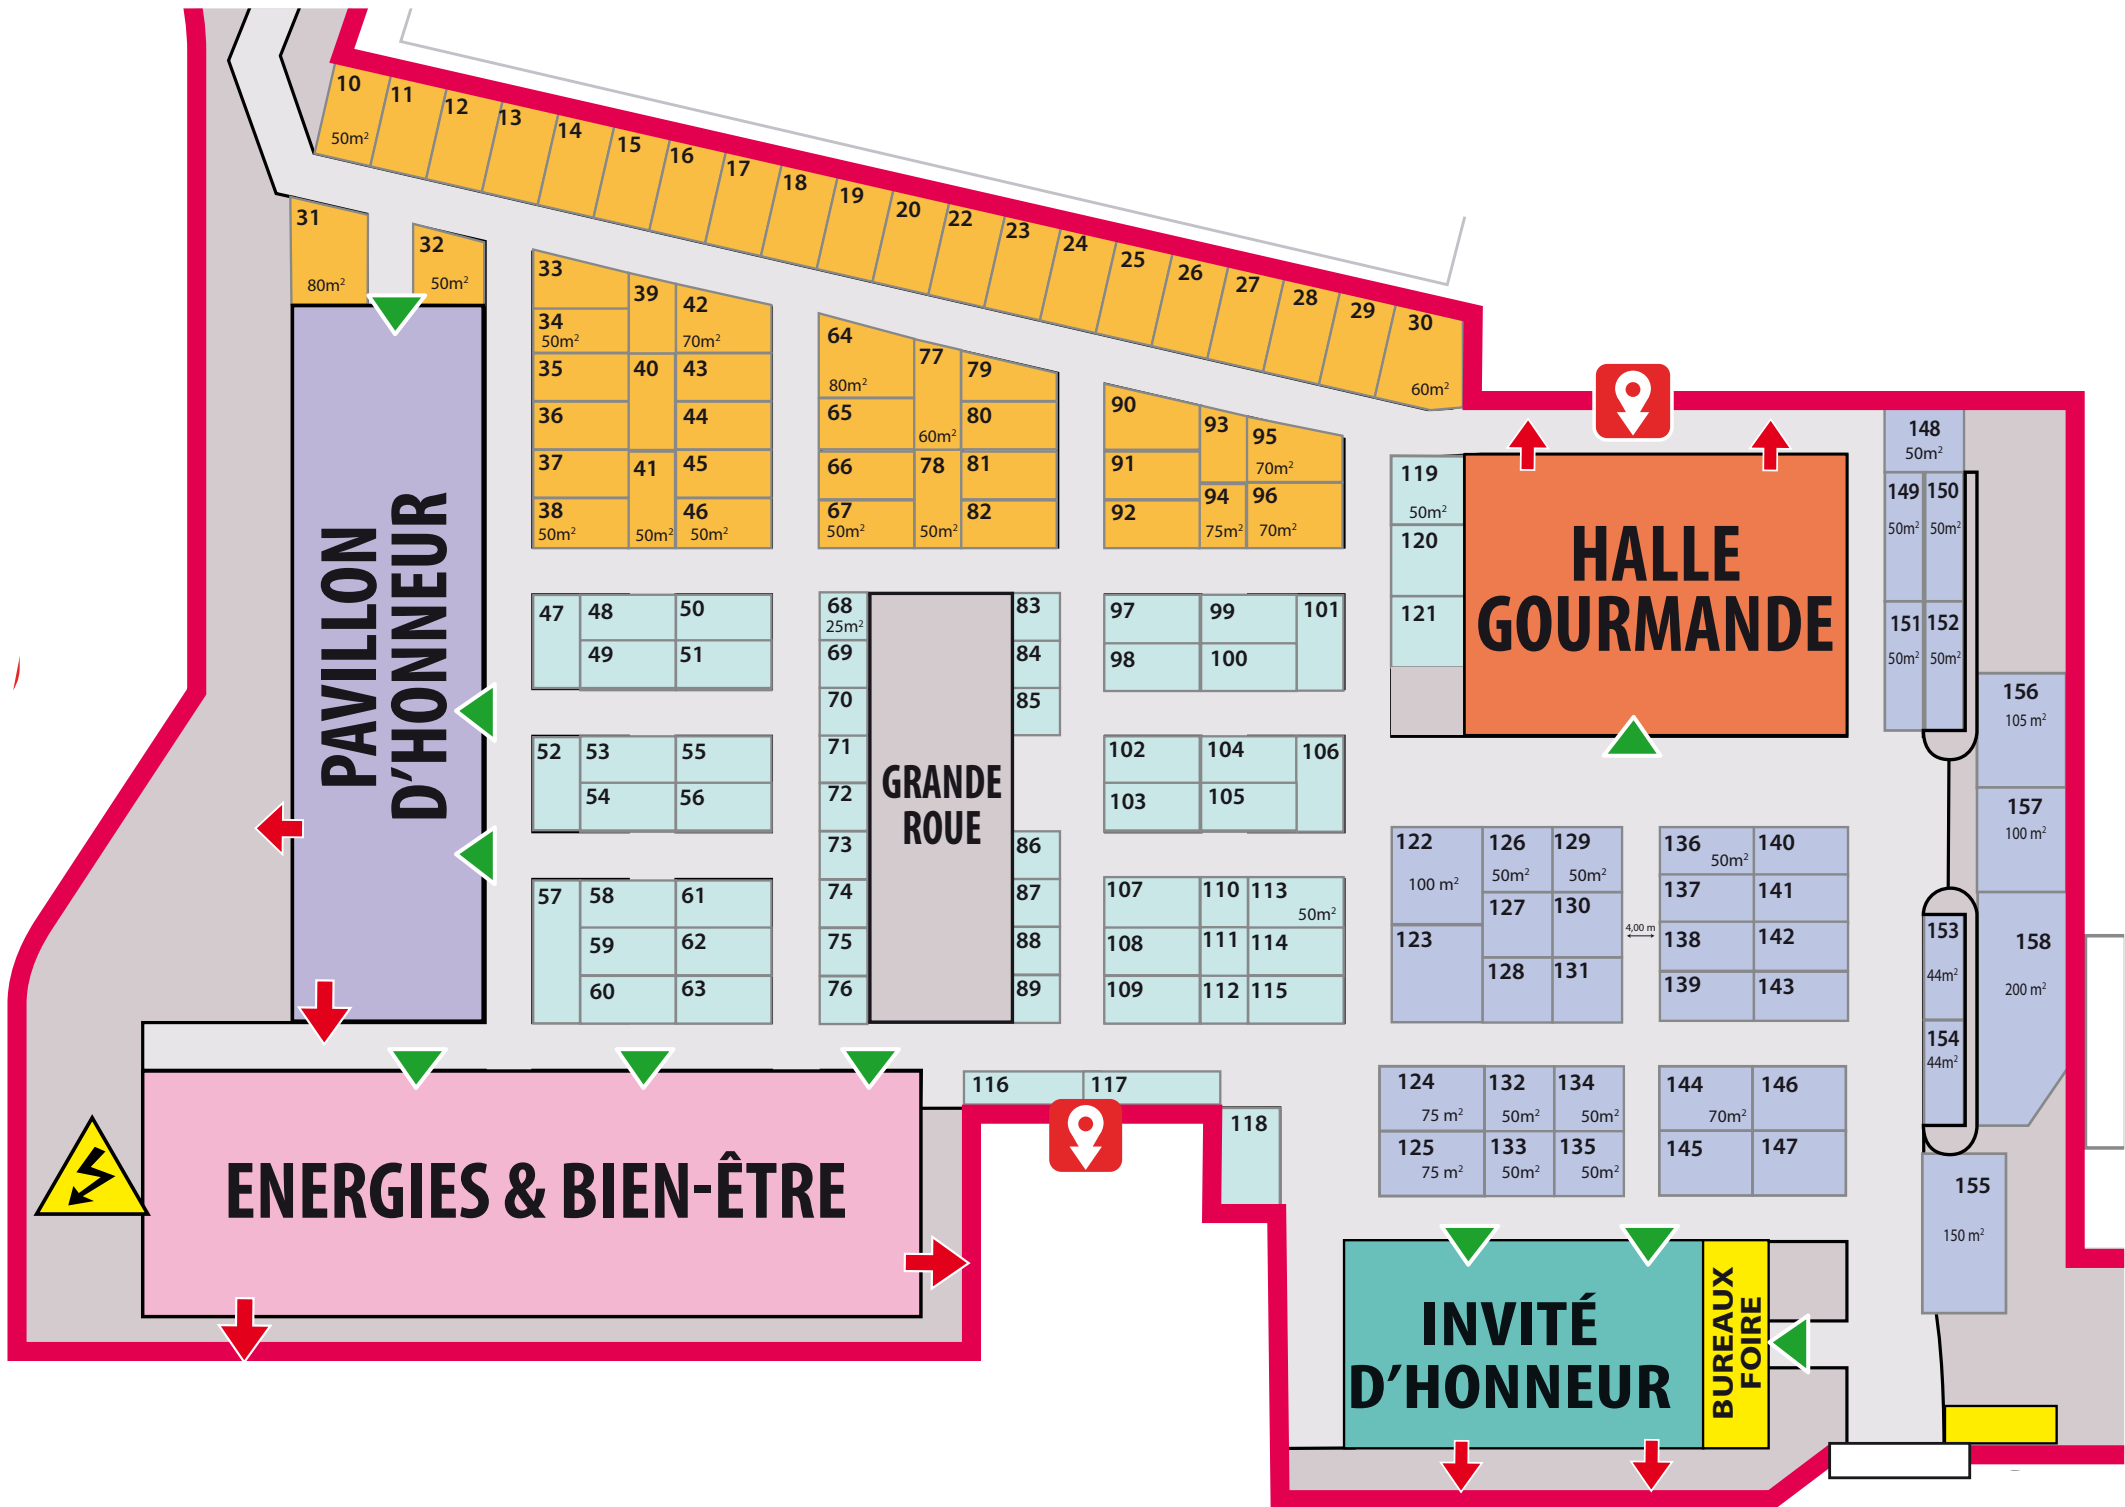 10
50m²
11
12
13
14
15
16
17
18
19
20
22
23
24
25
26
27
28
29
30
60m²
31
80m²
32
50m²
33
34
50m²
35
36
37
38
50m²
39
40
41
50m²
42
70m²
43
44
45
46
50m²
64
80m²
65
66
67
50m²
77
60m²
78
50m²
79
80
81
82
90
91
92
93
94
75m²
95
70m²
96
70m²
PAVILLON
D'HONNEUR
47
48
49
50
51
52
53
54
55
56
57
58
59
60
61
62
63
68
25m²
69
70
71
72
73
74
75
76
GRANDE
ROUE
83
84
85
86
87
88
89
97
98
99
100
101
102
103
104
105
106
107
108
109
110
111
112
113
50m²
114
115
119
50m²
120
121
HALLE
GOURMANDE
148
50m²
149
50m²
150
50m²
151
50m²
152
50m²
156
105 m²
157
100 m²
158
200 m²
122
100 m²
123
126
50m²
127
128
129
50m²
130
131
4,00 m
136
50m²
137
138
139
140
141
142
143
153
44m²
154
44m²
155
150 m²
116
117
118
124
75 m²
125
75 m²
132
50m²
133
50m²
134
50m²
135
50m²
144
70m²
145
146
147
ENERGIES & BIEN-ÊTRE
INVITÉ
D'HONNEUR
BUREAUX
FOIRE